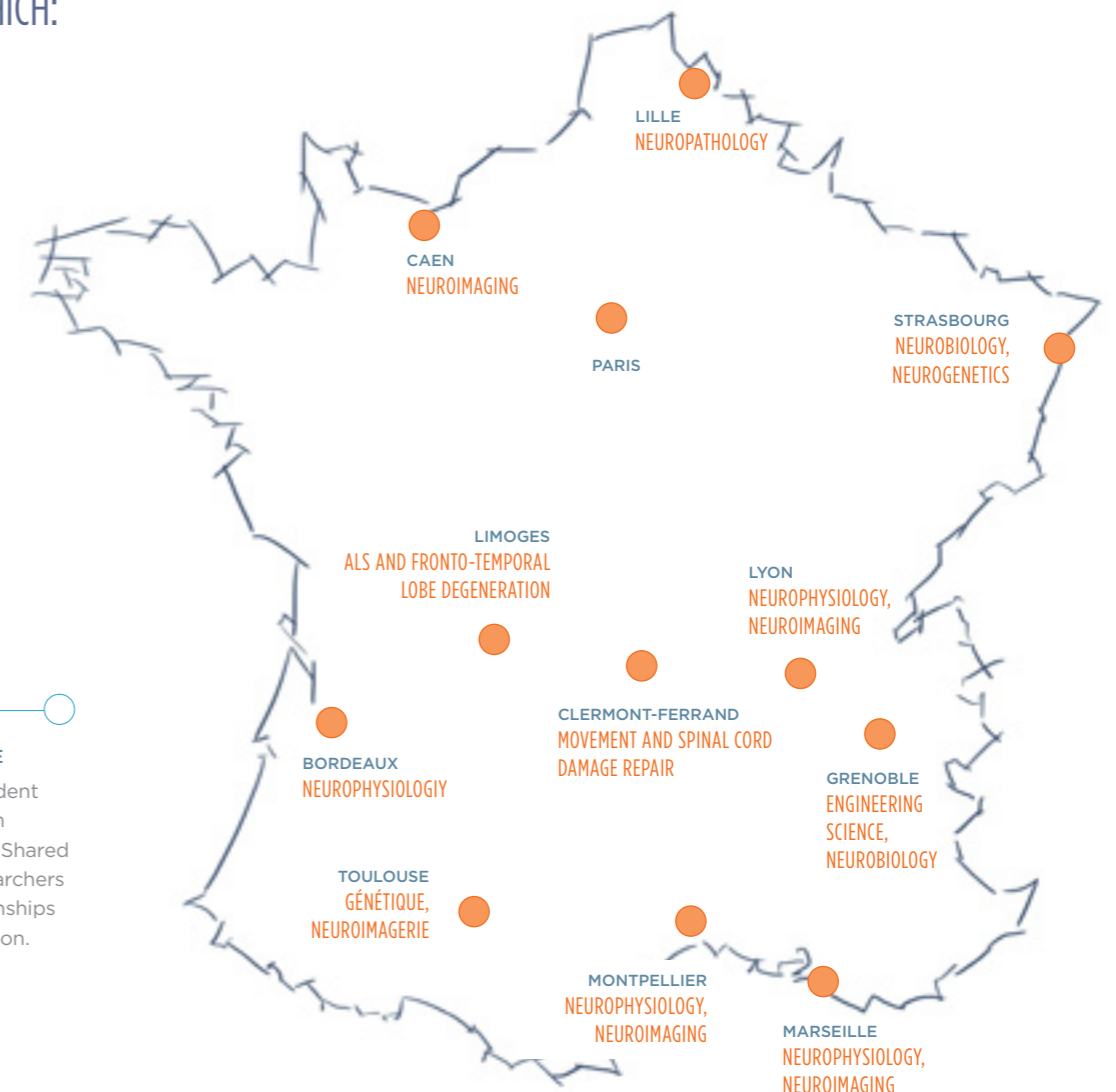 LILLE
NEUROPATHOLOGY
CAEN
NEUROIMAGING
PARIS
STRASBOURG
NEUROBIOLOGY,
NEUROGENETICS
LIMOGES
ALS AND FRONTO-TEMPORAL
LOBE DEGENERATION
LYON
NEUROPHYSIOLOGY,
NEUROIMAGING
CLERMONT-FERRAND
MOVEMENT AND SPINAL CORD
DAMAGE REPAIR
BORDEAUX
NEUROPHYSIOLOGIY
GRENOBLE
ENGINEERING
SCIENCE,
NEUROBIOLOGY
Shared
TOULOUSE
GÉNÉTIQUE,
NEUROIMAGERIE
MONTPELLIER
NEUROPHYSIOLOGY,
NEUROIMAGING
MARSEILLE
NEUROPHYSIOLOGY,
NEUROIMAGING